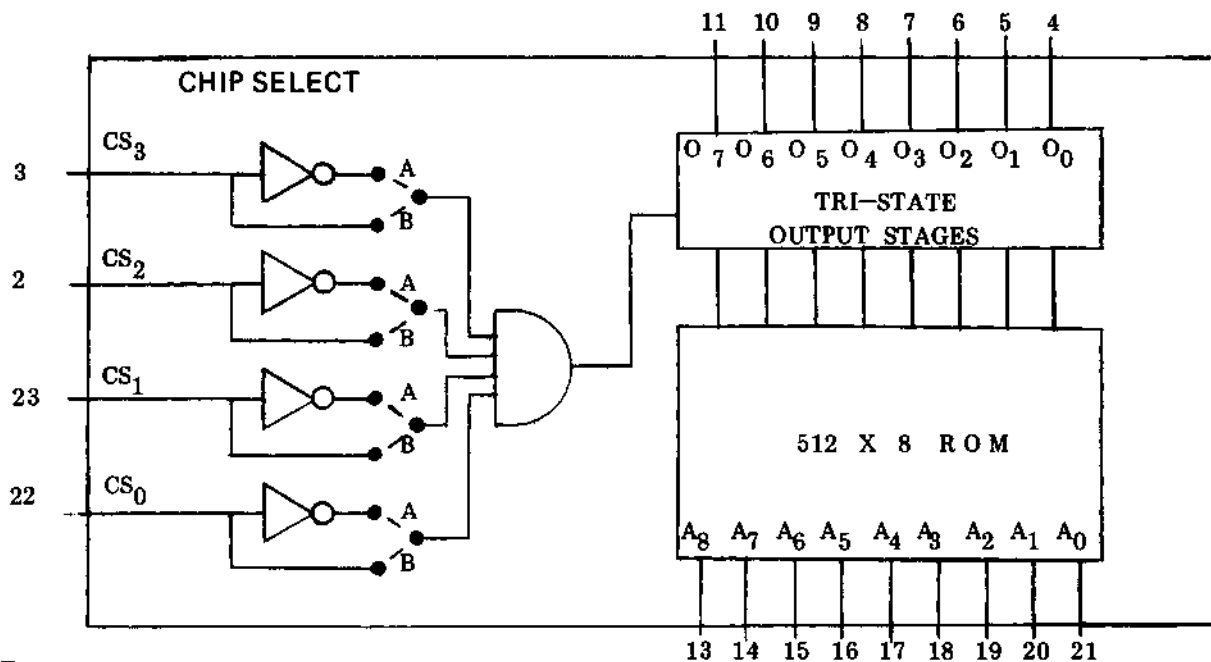 11 10 9 8 7 6 5 4
CHIP SELECT
CS3
3
A
B
CS2
2
A
B
CS1
23
A
B
CS0
22
A
B
O7 O6 O5 O4 O3 O2 O1 O0
TRI-STATE
OUTPUT STAGES
512 X 8 ROM
A8 A7 A6 A5 A4 A3 A2 A1 A0
13 14 15 16 17 18 19 20 21